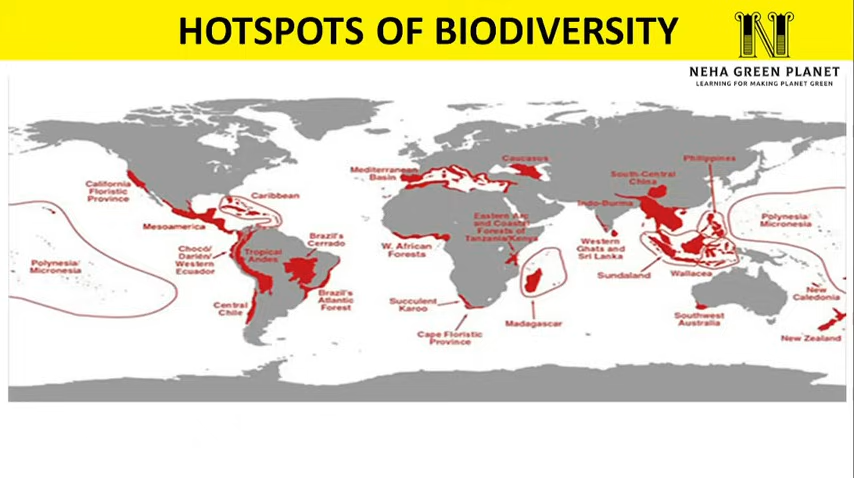 HOTSPOTS OF BIODIVERSITY
N
NEHA GREEN PLANET
LEARNING FOR MAKING PLANET GREEN
California
Floristic
Province
Caribbean
Mesoamerica
Polynesia/
Micronesia
Chocó/
Darién/
Western
Ecuador
Tropical
Andes
Brazil's
Cerrado
Brazil's
Atlantic
Forest
Central
Chile
Mediterranean
Basin
Caucasus
W. African
Forests
Eastern Arc
and Coastal
Forests of
Tanzania/Kenya
Succulent
Karoo
Cape Floristic
Province
Madagascar
South-Central
China
Philippines
Indo-Burma
Western
Ghats and
Sri Lanka
Sundaland
Wallacea
Polynesia/
Micronesia
New
Caledonia
Southwest
Australia
New Zealand